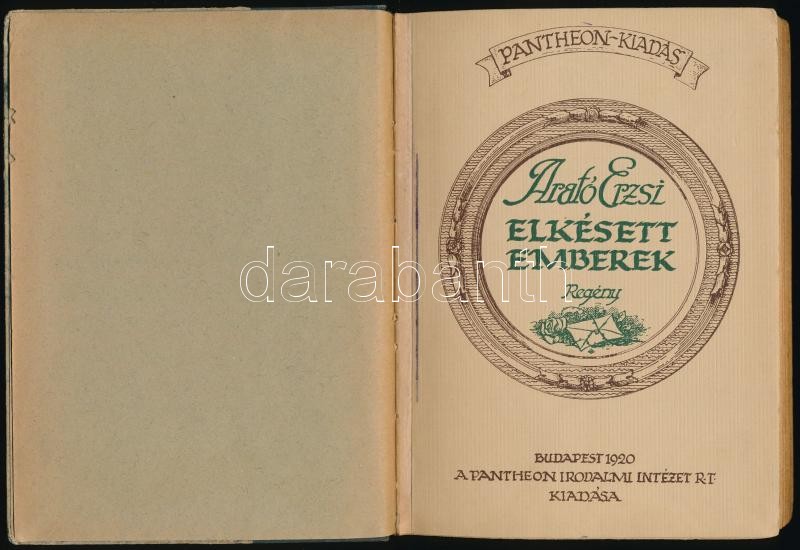 PANTHEON-KIADÁS
Arató Erzsi
ELKÉSETT
EMBEREK
Regény
darabanth
BUDAPEST 1920
A PANTHEON IRODALMI INTÉZET R.T.
KIADÁSA